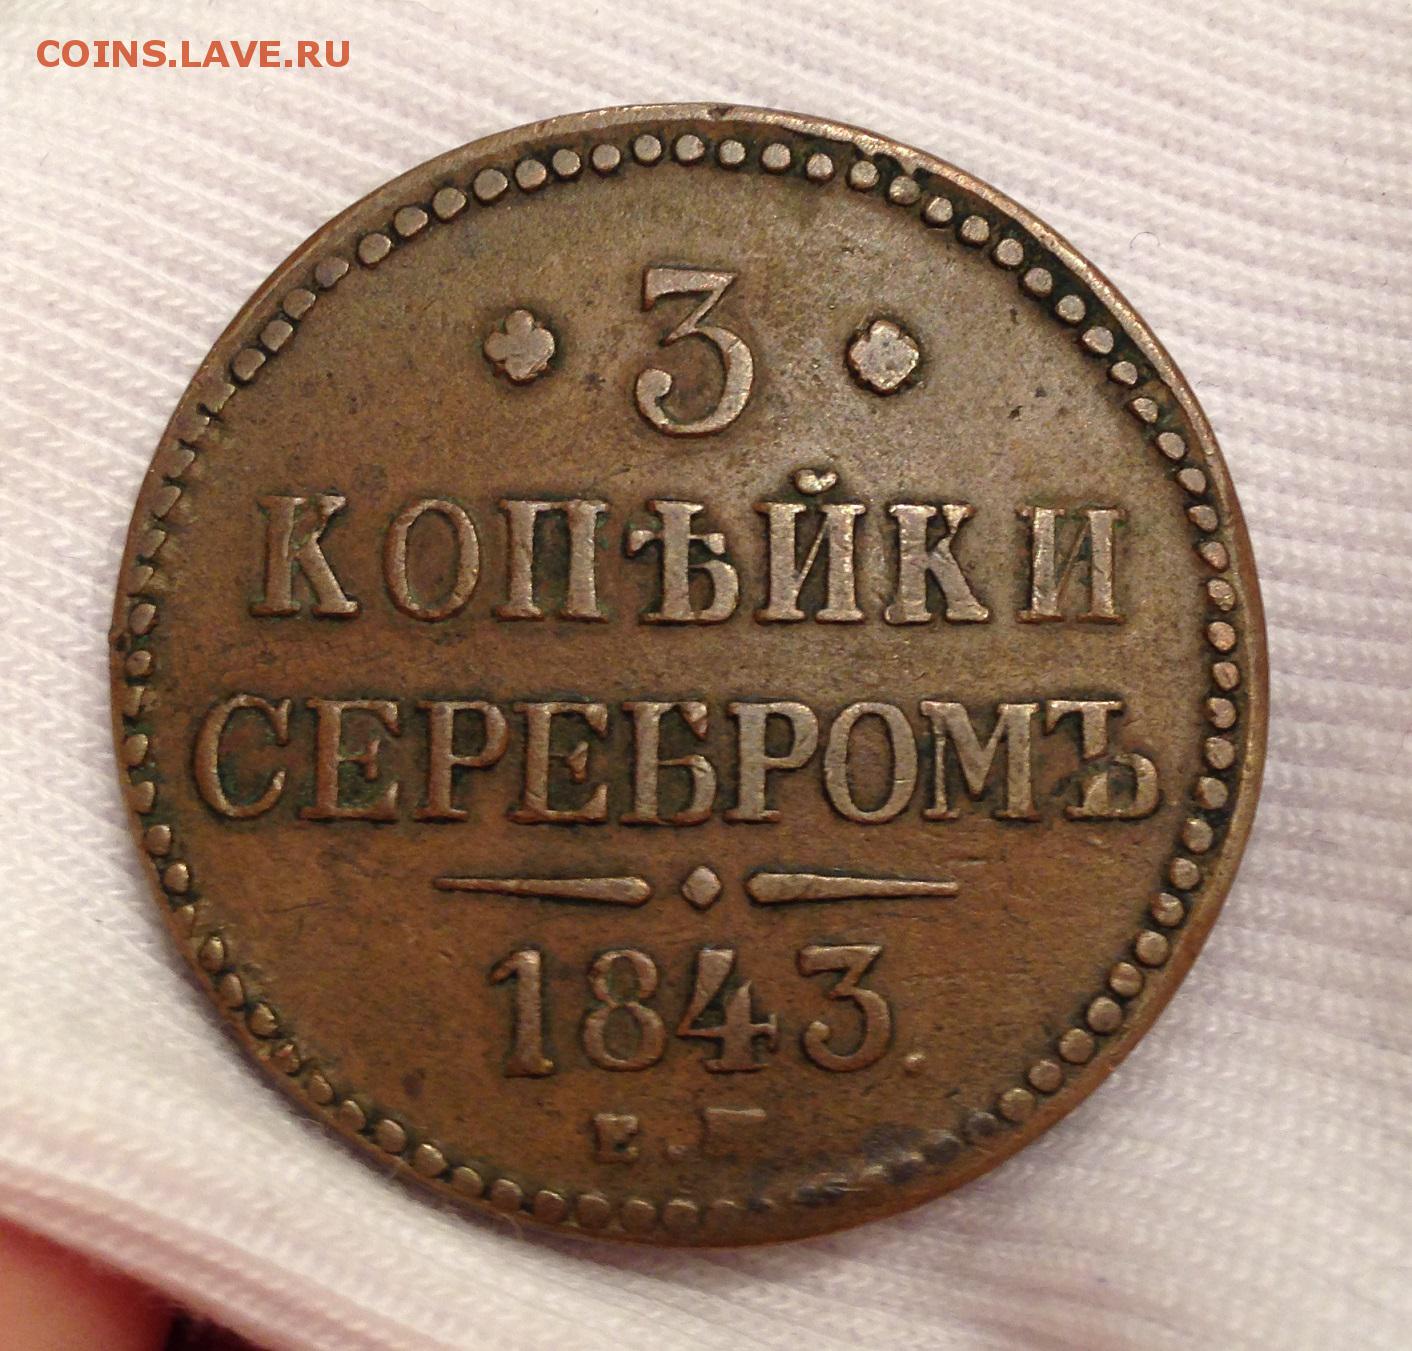 COINS.LAVE.RU
3
КОПѢЙКИ
СЕРЕБРОМЪ
1843.
Е.